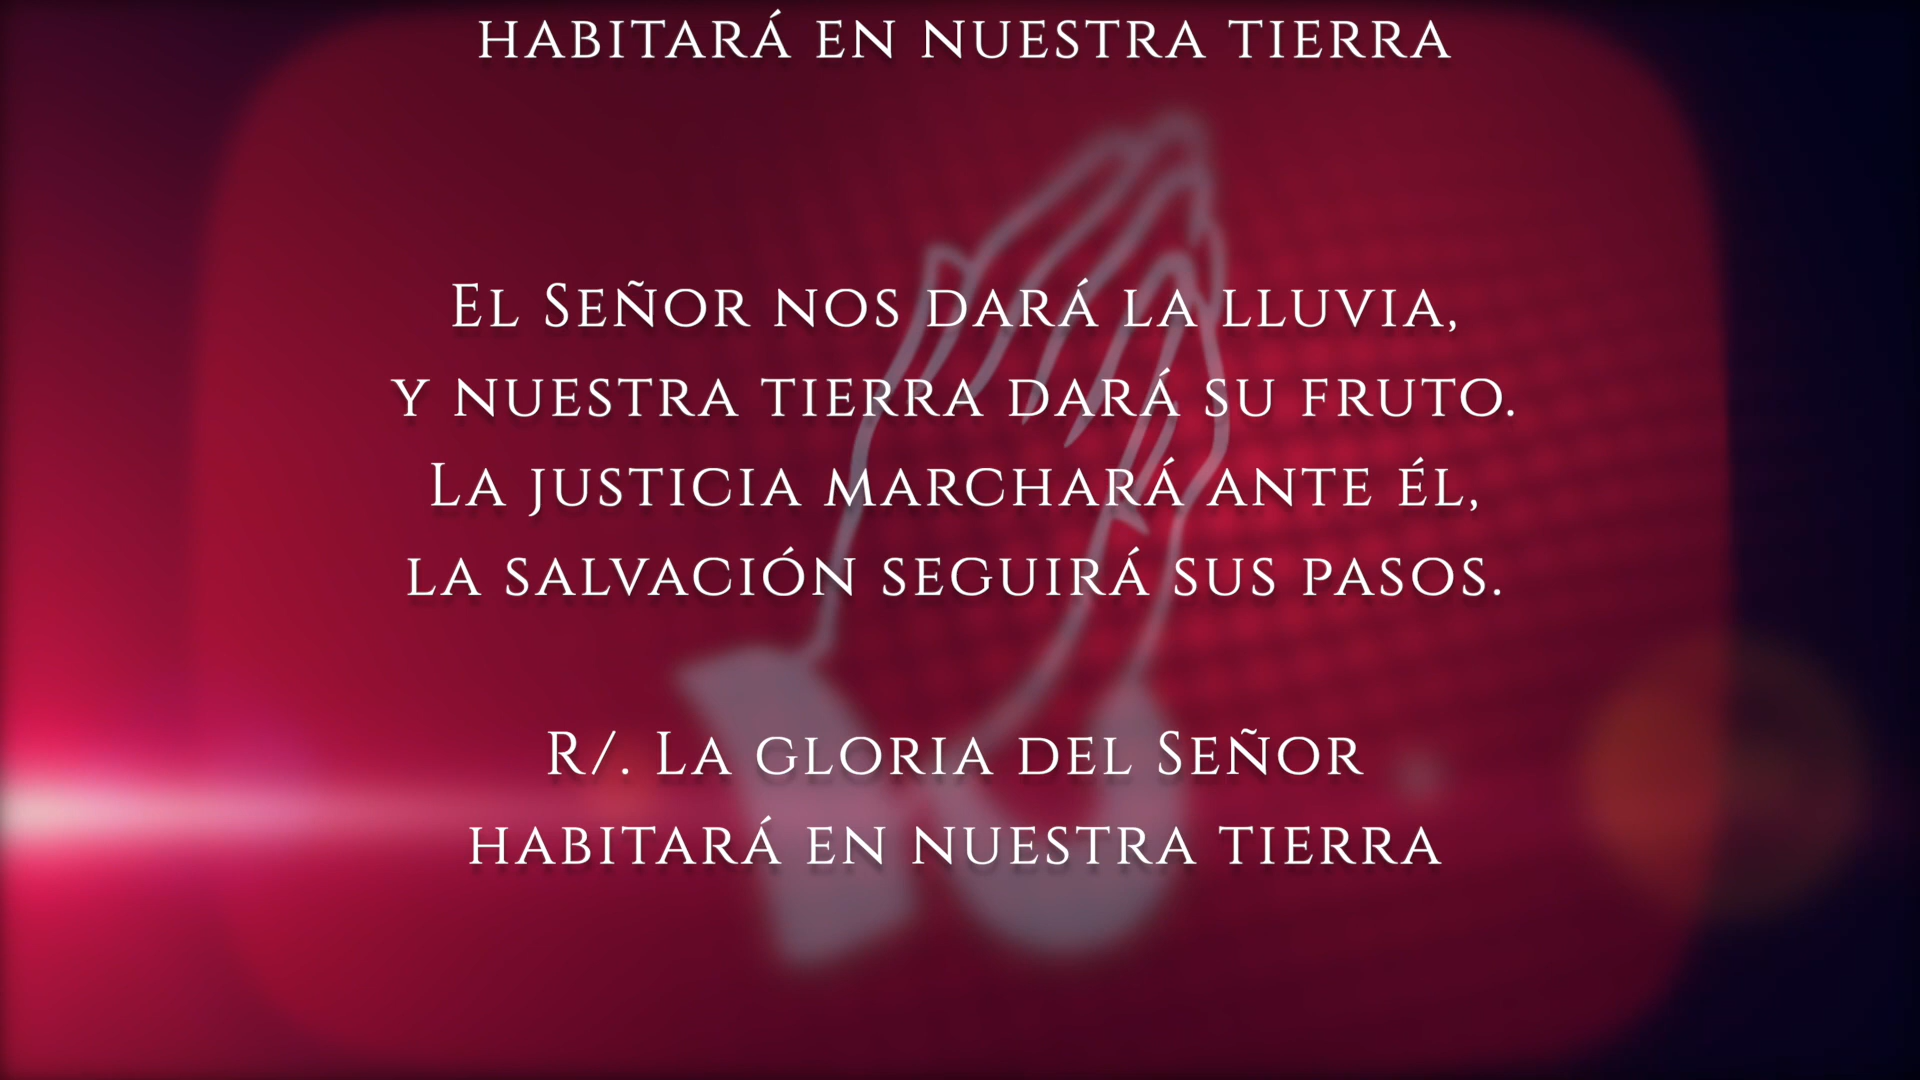 habitará en nuestra tierra
El Señor nos dará la lluvia,
y nuestra tierra dará su fruto.
La justicia marchará ante él,
la salvación seguirá sus pasos.
R/. La gloria del Señor
habitará en nuestra tierra